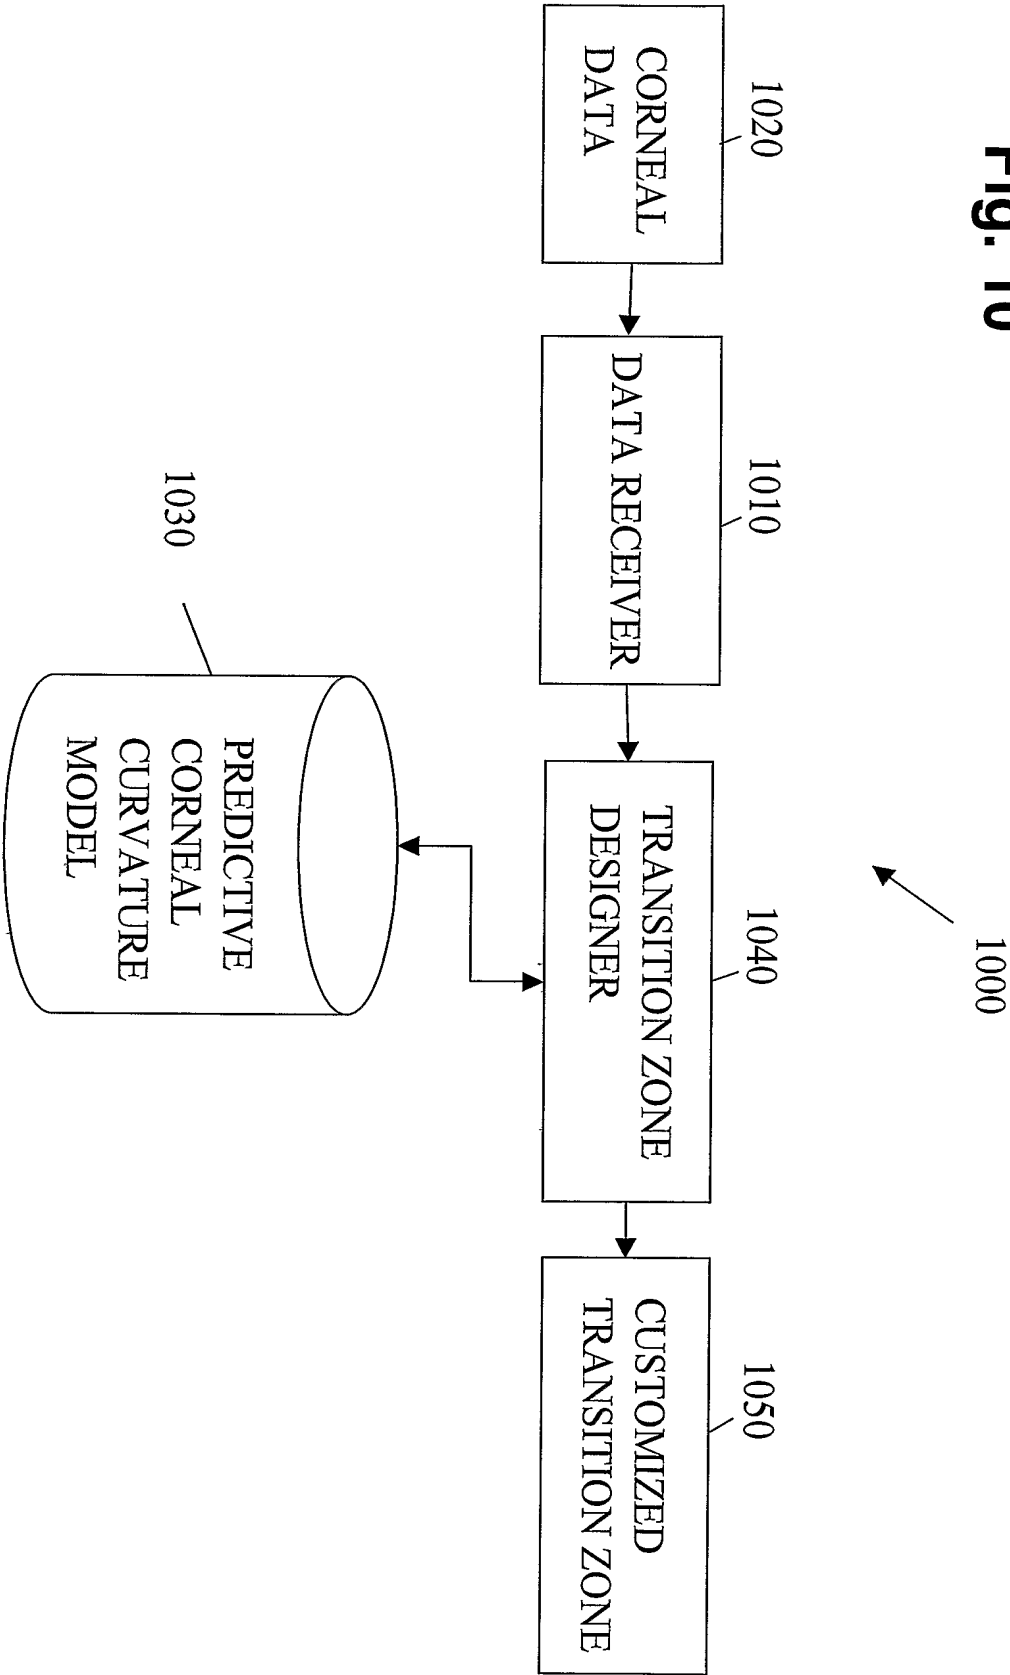 Fig. 10
1000
1020
1010
1040
1050
CORNEAL
DATA
DATA RECEIVER
TRANSITION ZONE
DESIGNER
CUSTOMIZED
TRANSITION ZONE
1030
PREDICTIVE
CORNEAL
CURVATURE
MODEL